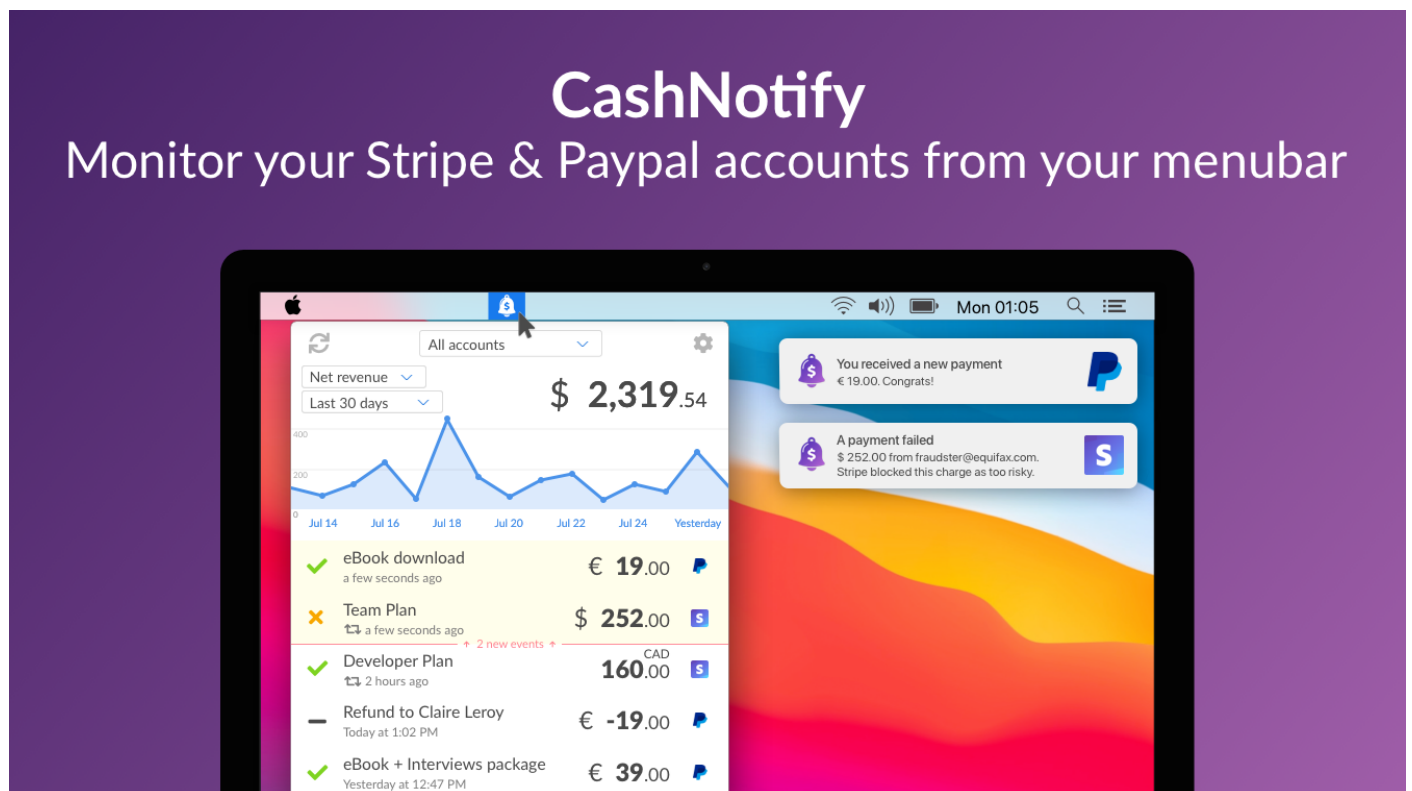 CashNotify
Monitor your Stripe & Paypal accounts from your menubar
Mon 01:05
All accounts
Net revenue
Last 30 days
$ 2,319.54
400
200
0
Jul 14 Jul 16 Jul 18 Jul 20 Jul 22 Jul 24 Yesterday
eBook download
a few seconds ago
€ 19.00
Team Plan
a few seconds ago
$ 252.00
S
↑ 2 new events ↑
Developer Plan
2 hours ago
CAD
160.00
S
Refund to Claire Leroy
Today at 1:02 PM
€ -19.00
eBook + Interviews package
Yesterday at 12:47 PM
€ 39.00
You received a new payment
€ 19.00. Congrats!
A payment failed
$ 252.00 from fraudster@equifax.com.
Stripe blocked this charge as too risky.
S